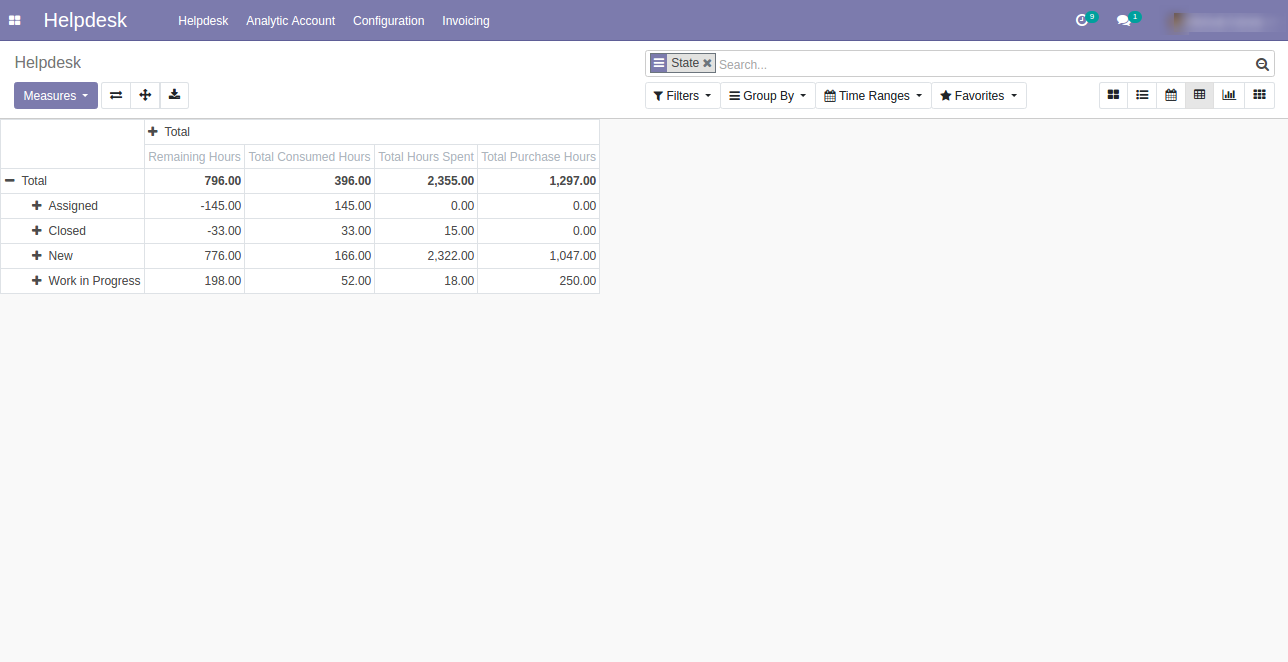 Helpdesk Helpdesk Analytic Account Configuration Invoicing 9 1
Helpdesk
State Search...
Measures Filters Group By Time Ranges Favorites
Total
Remaining Hours Total Consumed Hours Total Hours Spent Total Purchase Hours
Total 796.00 396.00 2,355.00 1,297.00
Assigned -145.00 145.00 0.00 0.00
Closed -33.00 33.00 15.00 0.00
New 776.00 166.00 2,322.00 1,047.00
Work in Progress 198.00 52.00 18.00 250.00